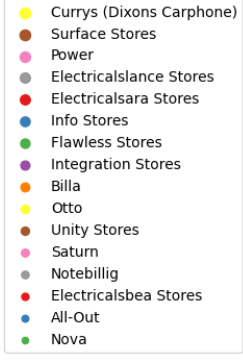 Currys (Dixons Carphone)
Surface Stores
Power
Electricalslance Stores
Electricalsara Stores
Info Stores
Flawless Stores
Integration Stores
Billa
Otto
Unity Stores
Saturn
Notebillig
Electricalsbea Stores
All-Out
Nova